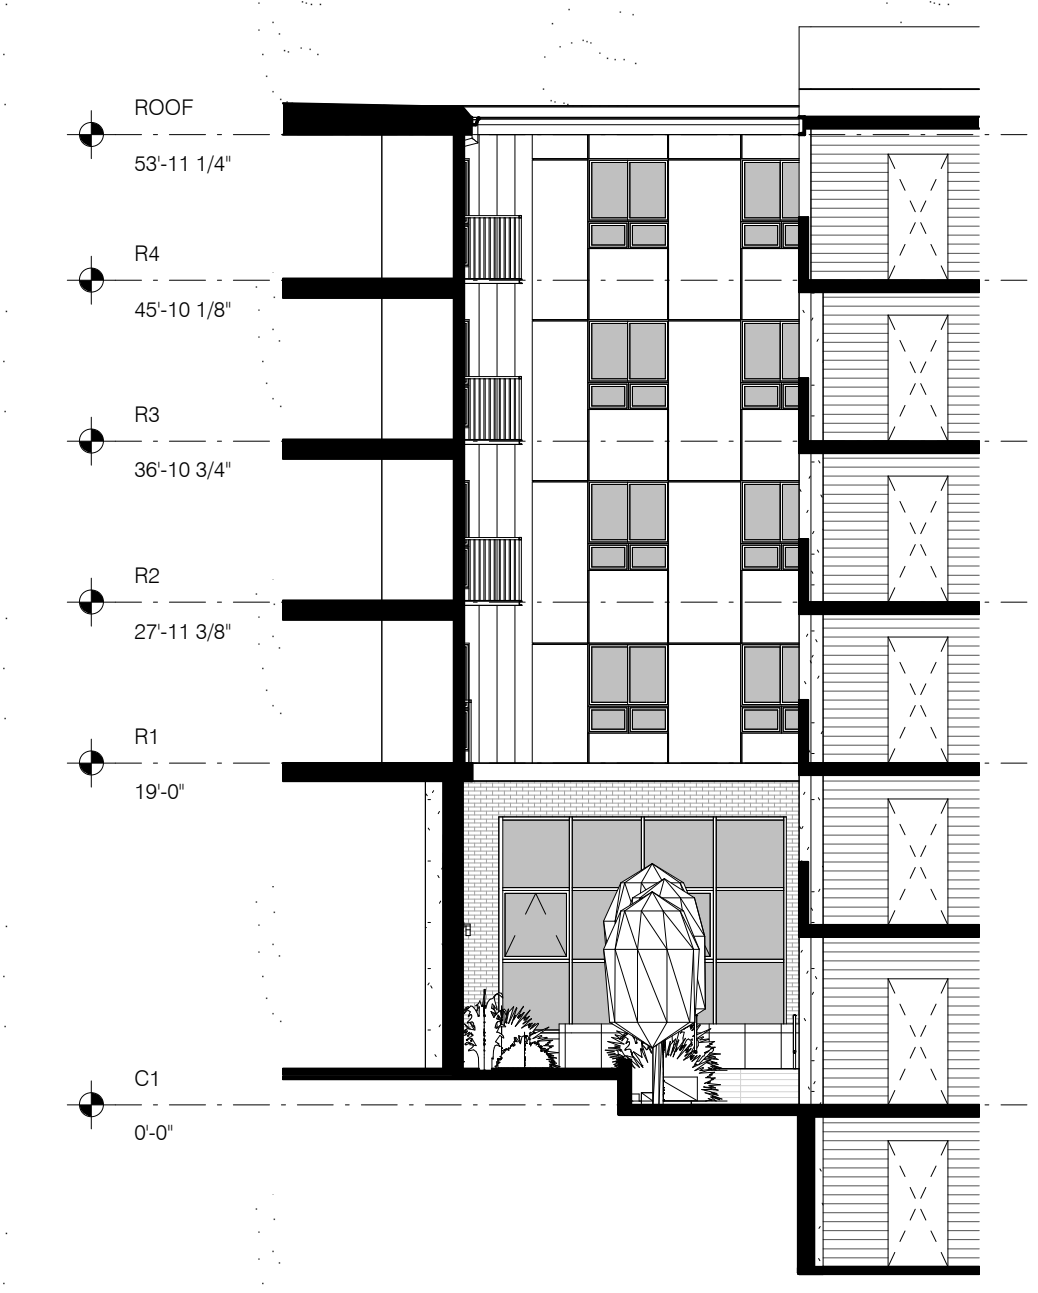 ROOF
53'-11 1/4"
R4
45'-10 1/8"
R3
36'-10 3/4"
R2
27'-11 3/8"
R1
19'-0"
C1
0'-0"